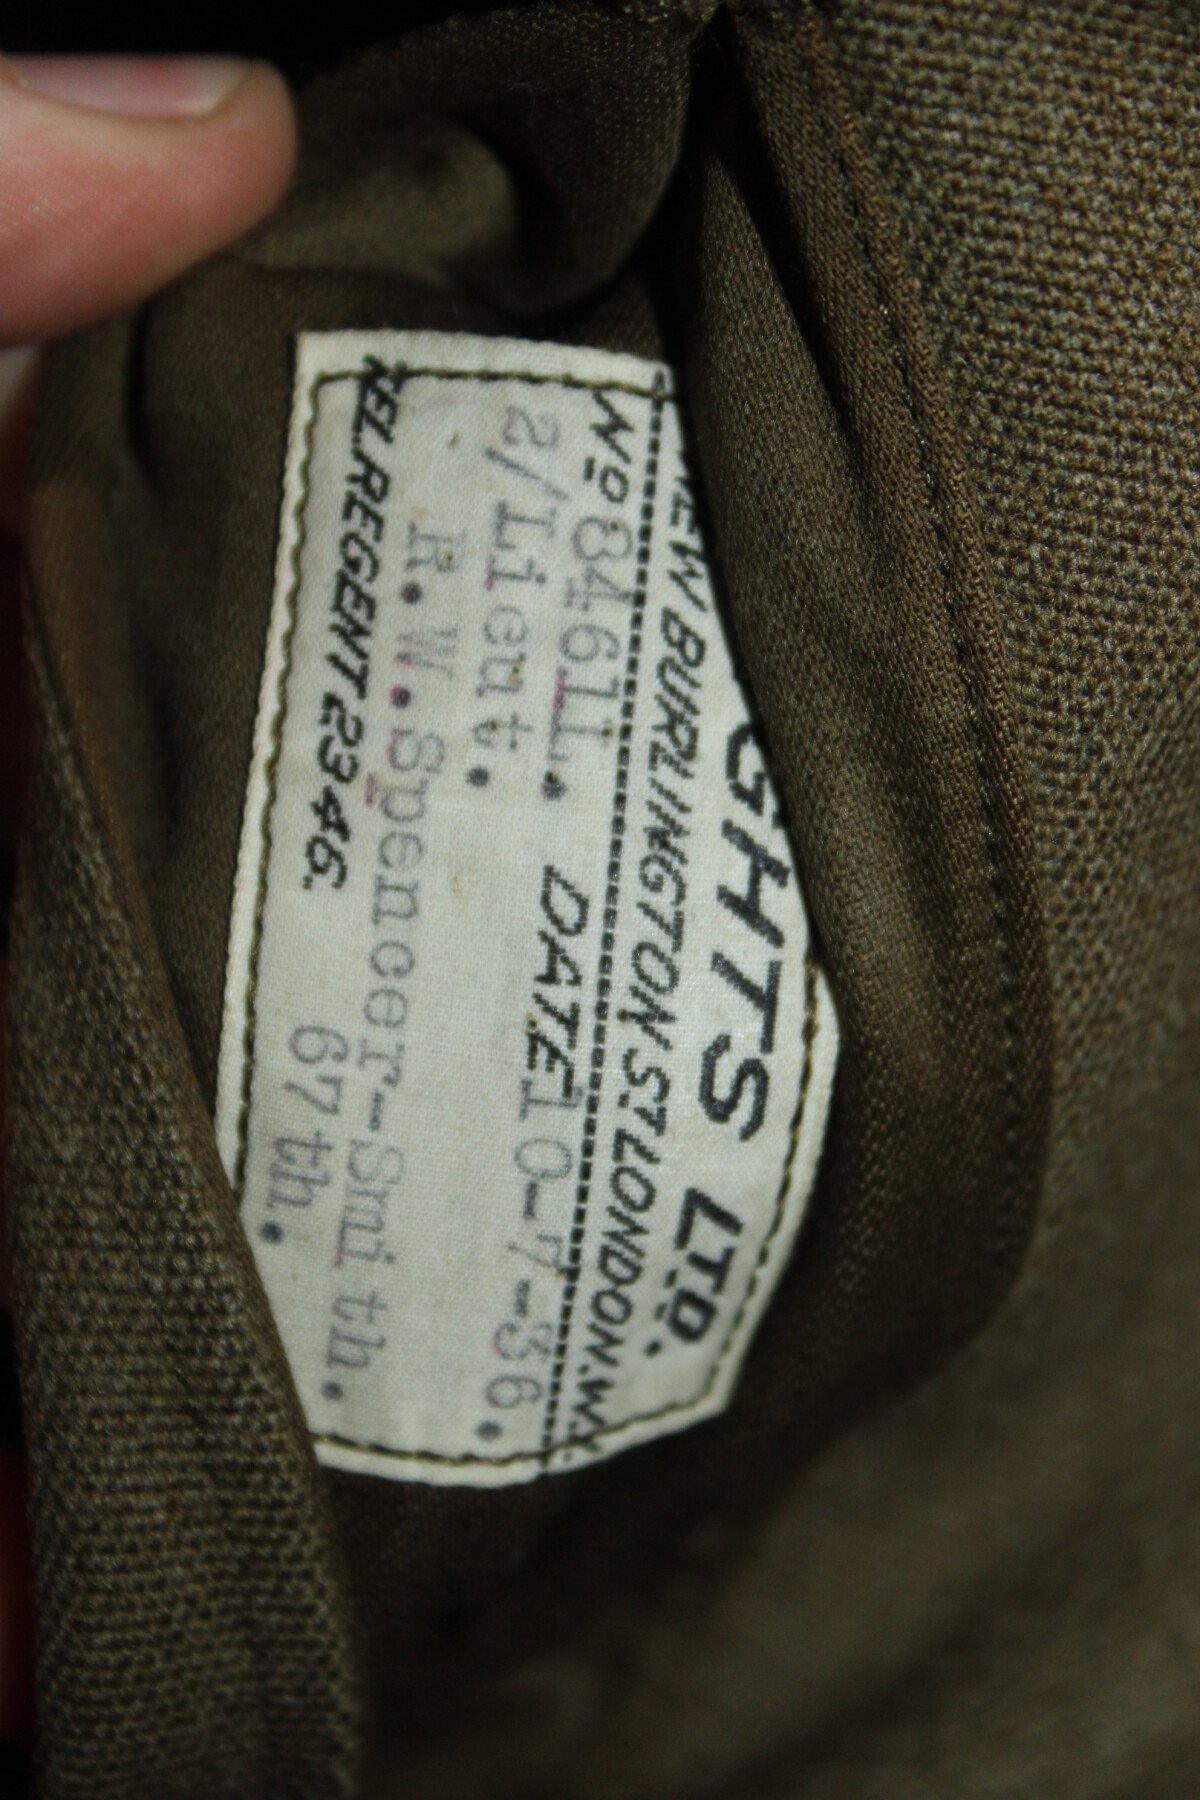 GHTS LTD.
NEW BURLINGTON ST LONDON.W.1.
No 8461L. DATE 10-7-36.
2/Lieut.
R.W.Spencer-Smith.
67th.
TEL.REGENT 2346.